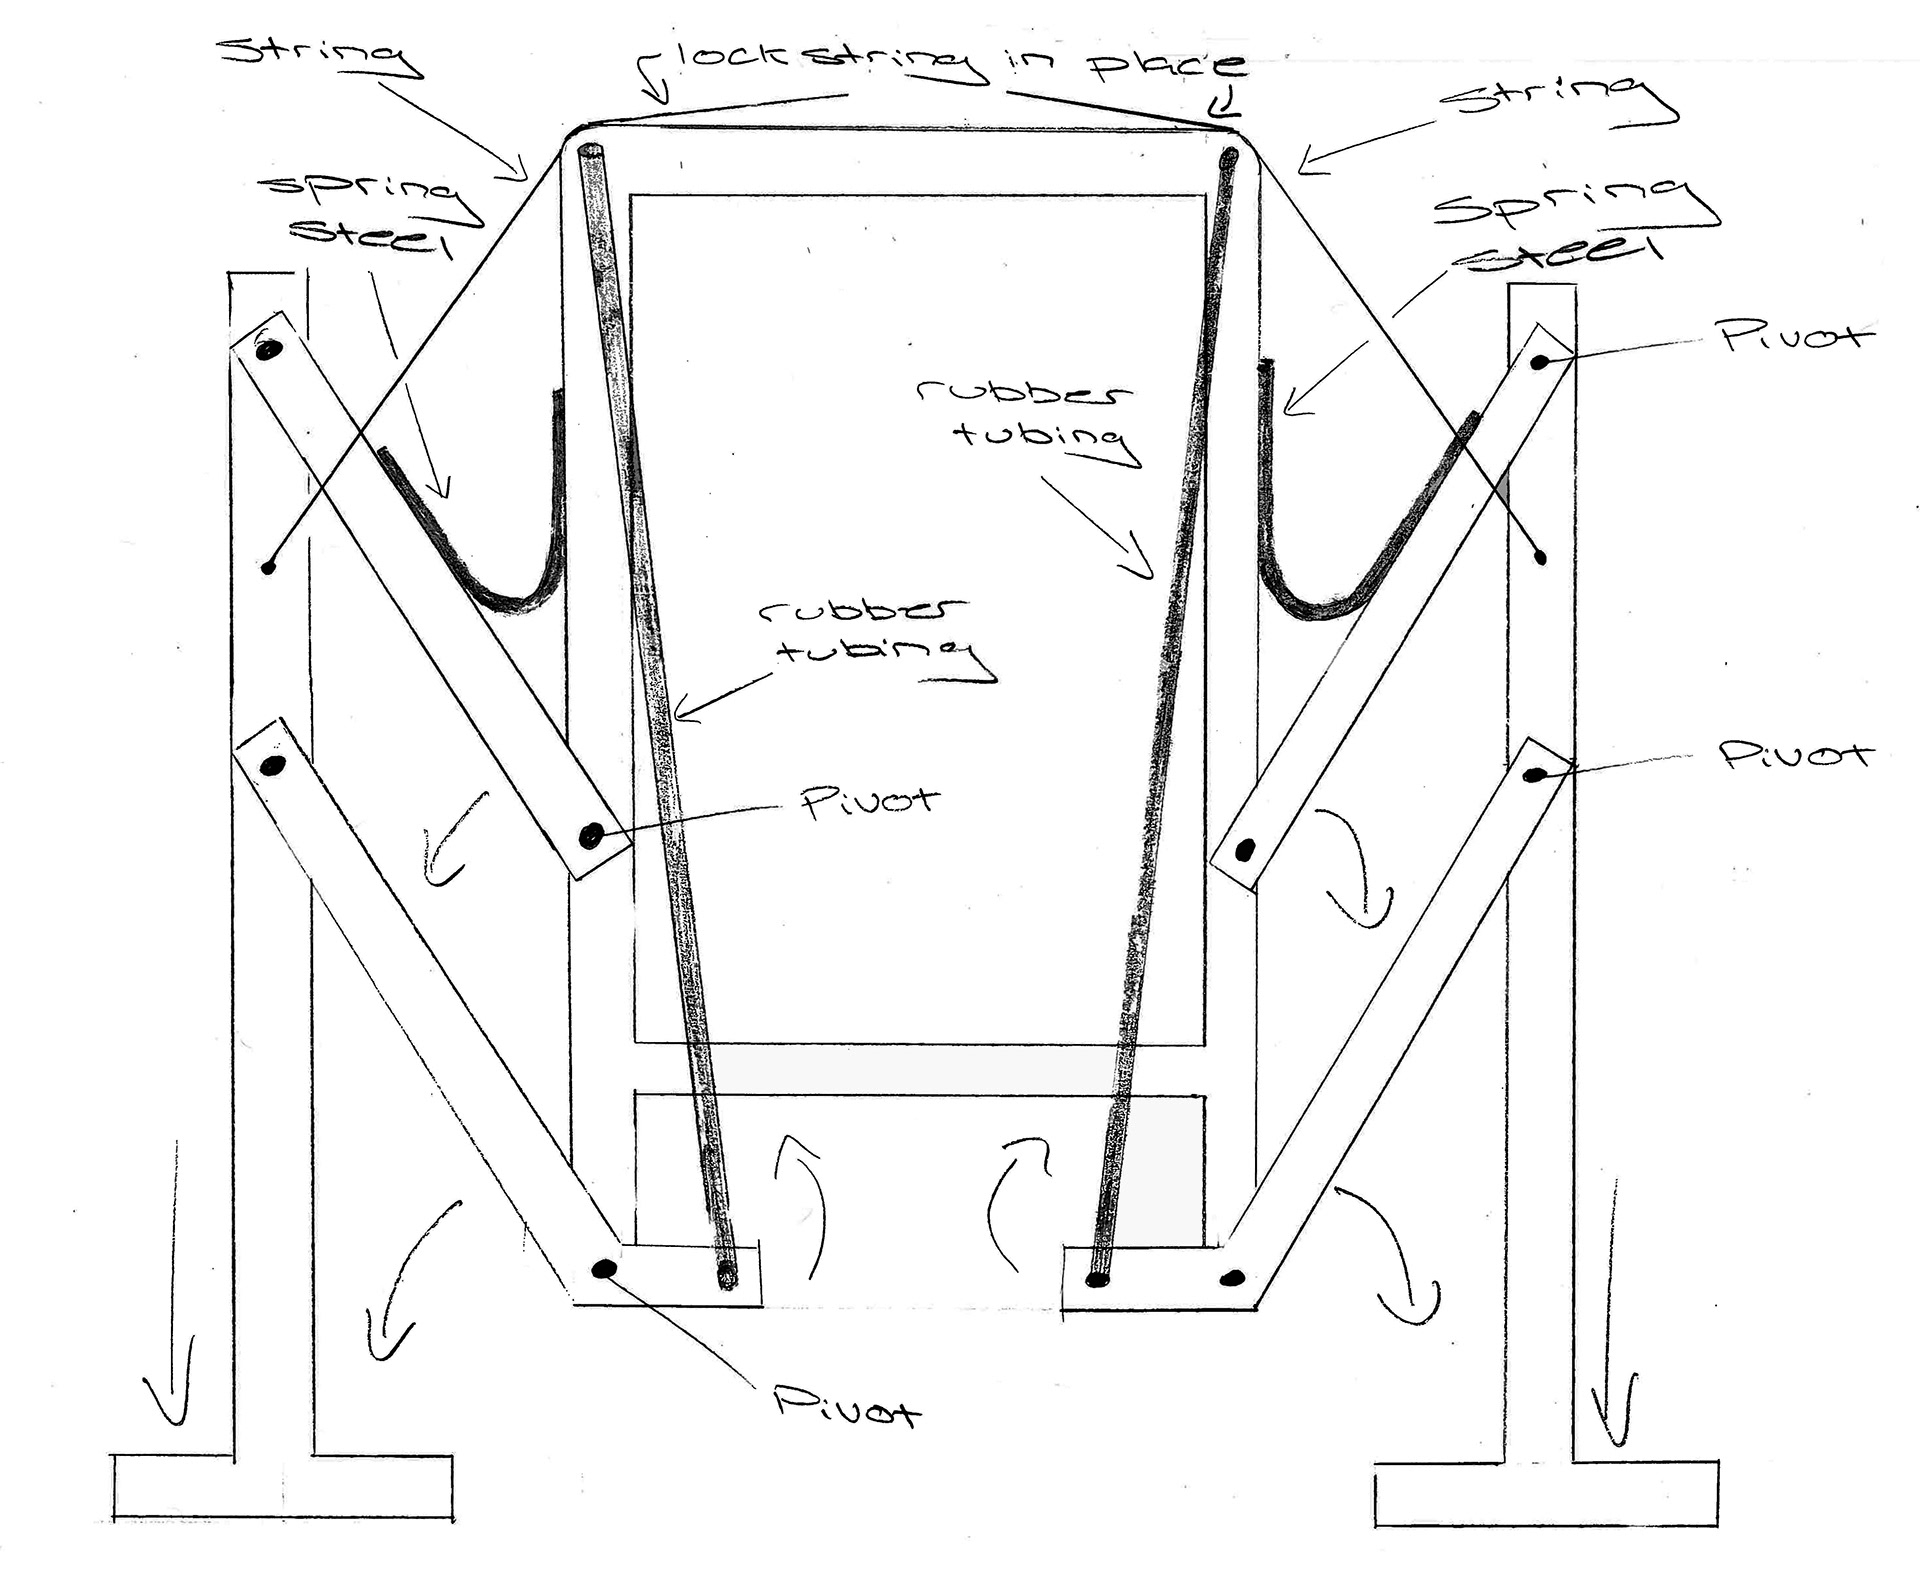 String
lock string in place
string
spring
steel
Spring
steel
Pivot
rubber
tubing
rubber
tubing
Pivot
Pivot
Pivot